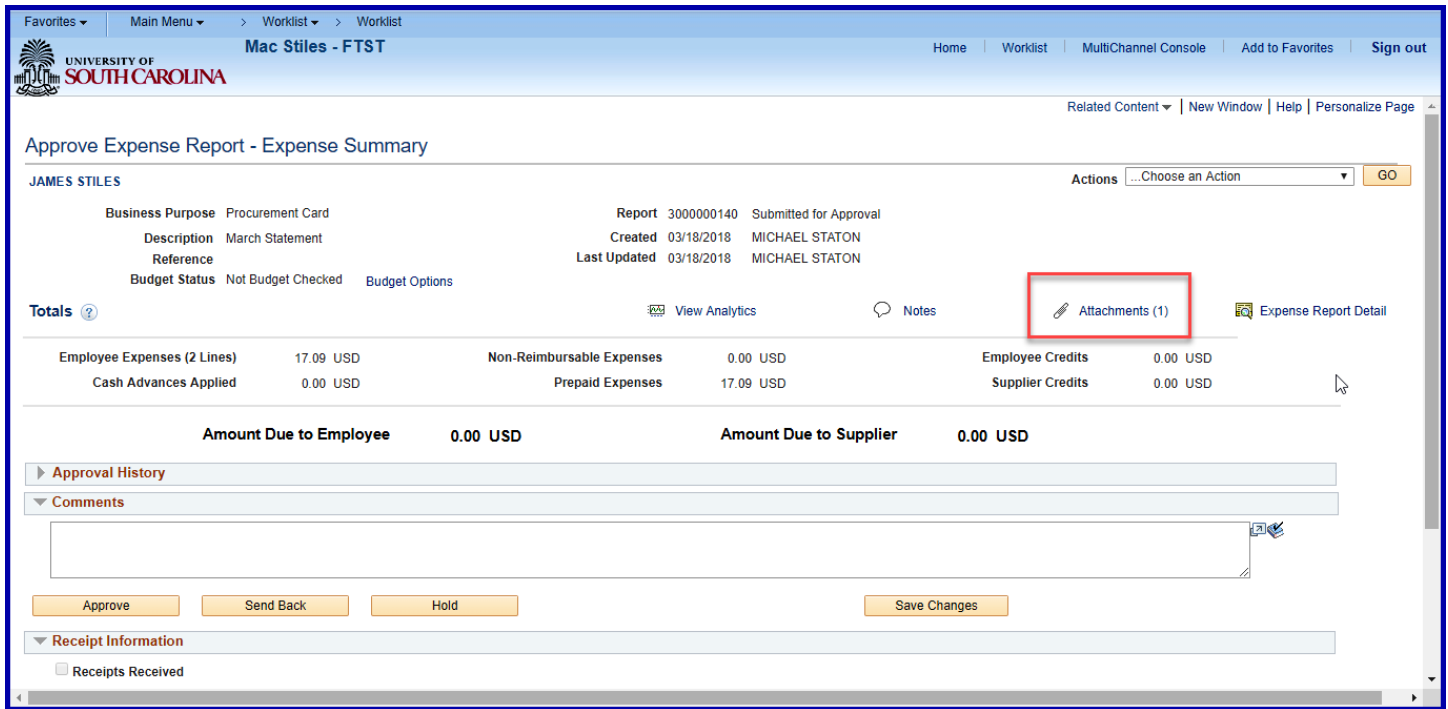 Favorites Main Menu > Worklist > Worklist
UNIVERSITY OF
SOUTH CAROLINA
Mac Stiles - FTST
Home Worklist MultiChannel Console Add to Favorites Sign out
Related Content New Window Help Personalize Page
Approve Expense Report - Expense Summary
JAMES STILES
Actions ...Choose an Action GO
Business Purpose Procurement Card Report 3000000140 Submitted for Approval
Description March Statement Created 03/18/2018 MICHAEL STATON
Reference Last Updated 03/18/2018 MICHAEL STATON
Budget Status Not Budget Checked Budget Options
Totals ? View Analytics Notes Attachments (1) Expense Report Detail
Employee Expenses (2 Lines) 17.09 USD Non-Reimbursable Expenses 0.00 USD Employee Credits 0.00 USD
Cash Advances Applied 0.00 USD Prepaid Expenses 17.09 USD Supplier Credits 0.00 USD
Amount Due to Employee 0.00 USD Amount Due to Supplier 0.00 USD
Approval History
Comments
Approve Send Back Hold Save Changes
Receipt Information
Receipts Received